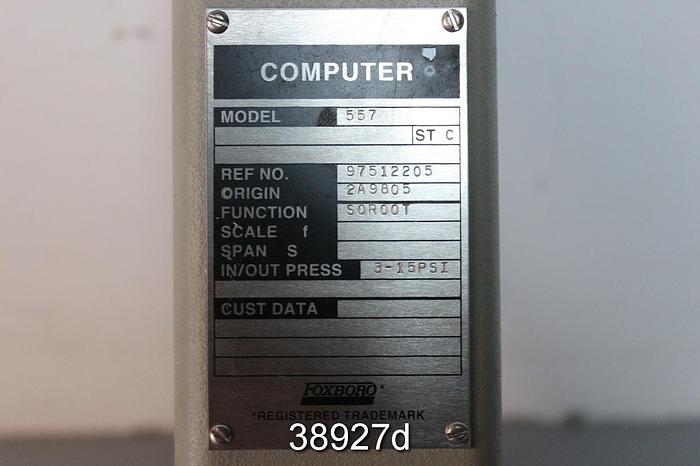 COMPUTER
MODEL 557
ST C
REF NO. 97512205
ORIGIN 2A9805
FUNCTION SQROOT
SCALE f
SPAN S
IN/OUT PRESS 3-15PSI
CUST DATA
FOXBORO*
*REGISTERED TRADEMARK
38927d